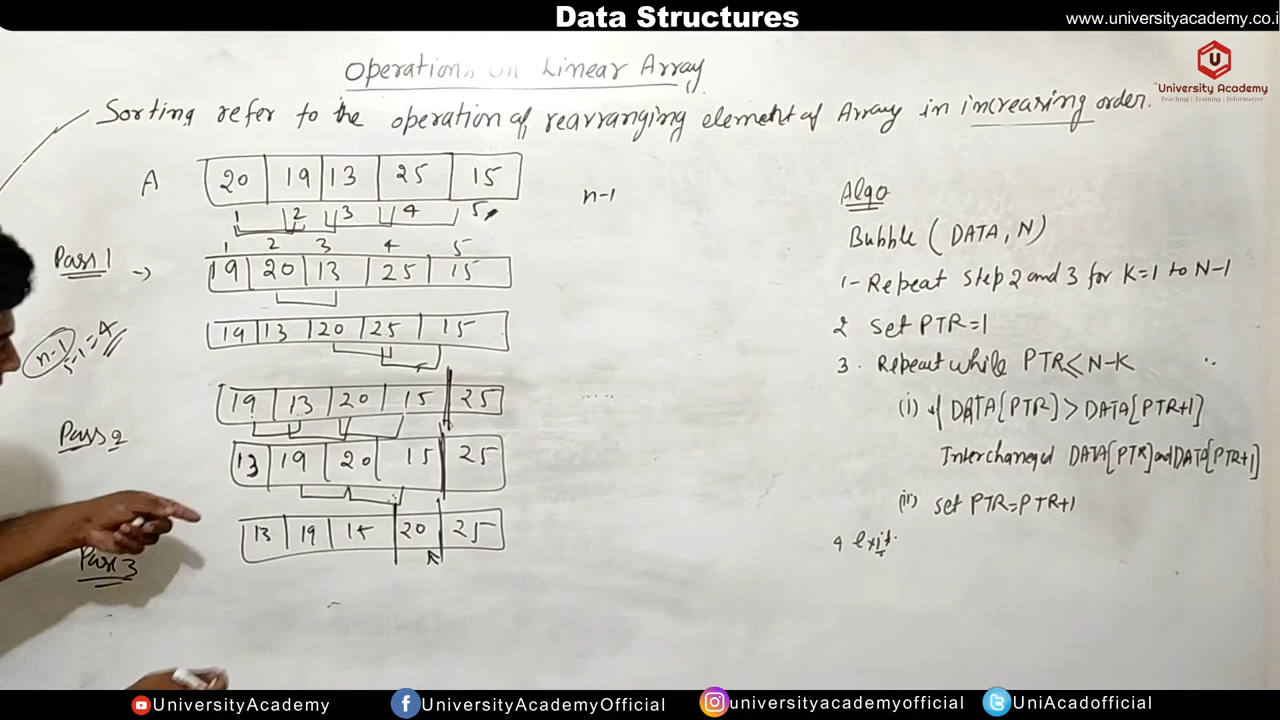 Data Structures
www.universityacademy.co.i
University Academy
Teaching | Training | Informative
Operations on Linear Array
Sorting refer to the operation of rearranging element of Array in increasing order.
A 20 19 13 25 15
1 2 3 4 5
n-1
Pass 1
1 2 3 4 5
19 20 13 25 15
n-1
5-1=4
19 13 20 25 15
19 13 20 15 25
Pass 2
13 19 20 15 25
13 19 15 20 25
Pass 3
Algo
Bubble (DATA, N)
1- Repeat Step 2 and 3 for K=1 to N-1
2 Set PTR=1
3. Repeat while PTR≤N-K
(i) if DATA[PTR] > DATA[PTR+1]
Interchanged DATA[PTR] and DATA[PTR+1]
(ii) set PTR=PTR+1
4 exit.
UniversityAcademy
UniversityAcademyOfficial
universityacademyofficial
UniAcadofficial